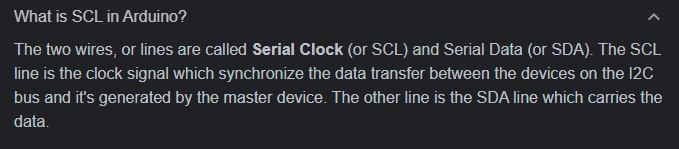 What is SCL in Arduino?
The two wires, or lines are called Serial Clock (or SCL) and Serial Data (or SDA). The SCL
line is the clock signal which synchronize the data transfer between the devices on the I2C
bus and it's generated by the master device. The other line is the SDA line which carries the
data.